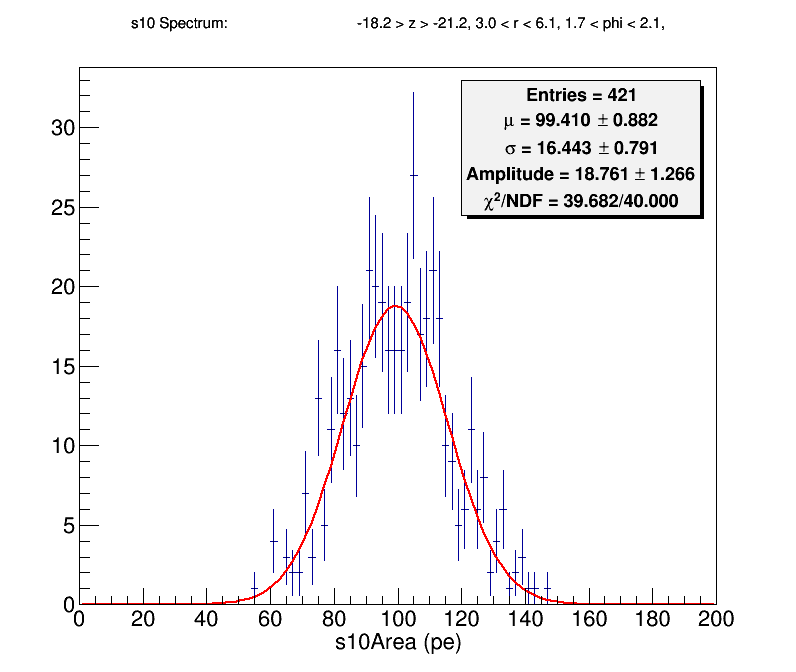 s10 Spectrum: -18.2 > z > -21.2, 3.0 < r < 6.1, 1.7 < phi < 2.1,
Entries = 421
μ = 99.410 ± 0.882
σ = 16.443 ± 0.791
Amplitude = 18.761 ± 1.266
χ²/NDF = 39.682/40.000
30
25
20
15
10
5
0
0 20 40 60 80 100 120 140 160 180 200
s10Area (pe)